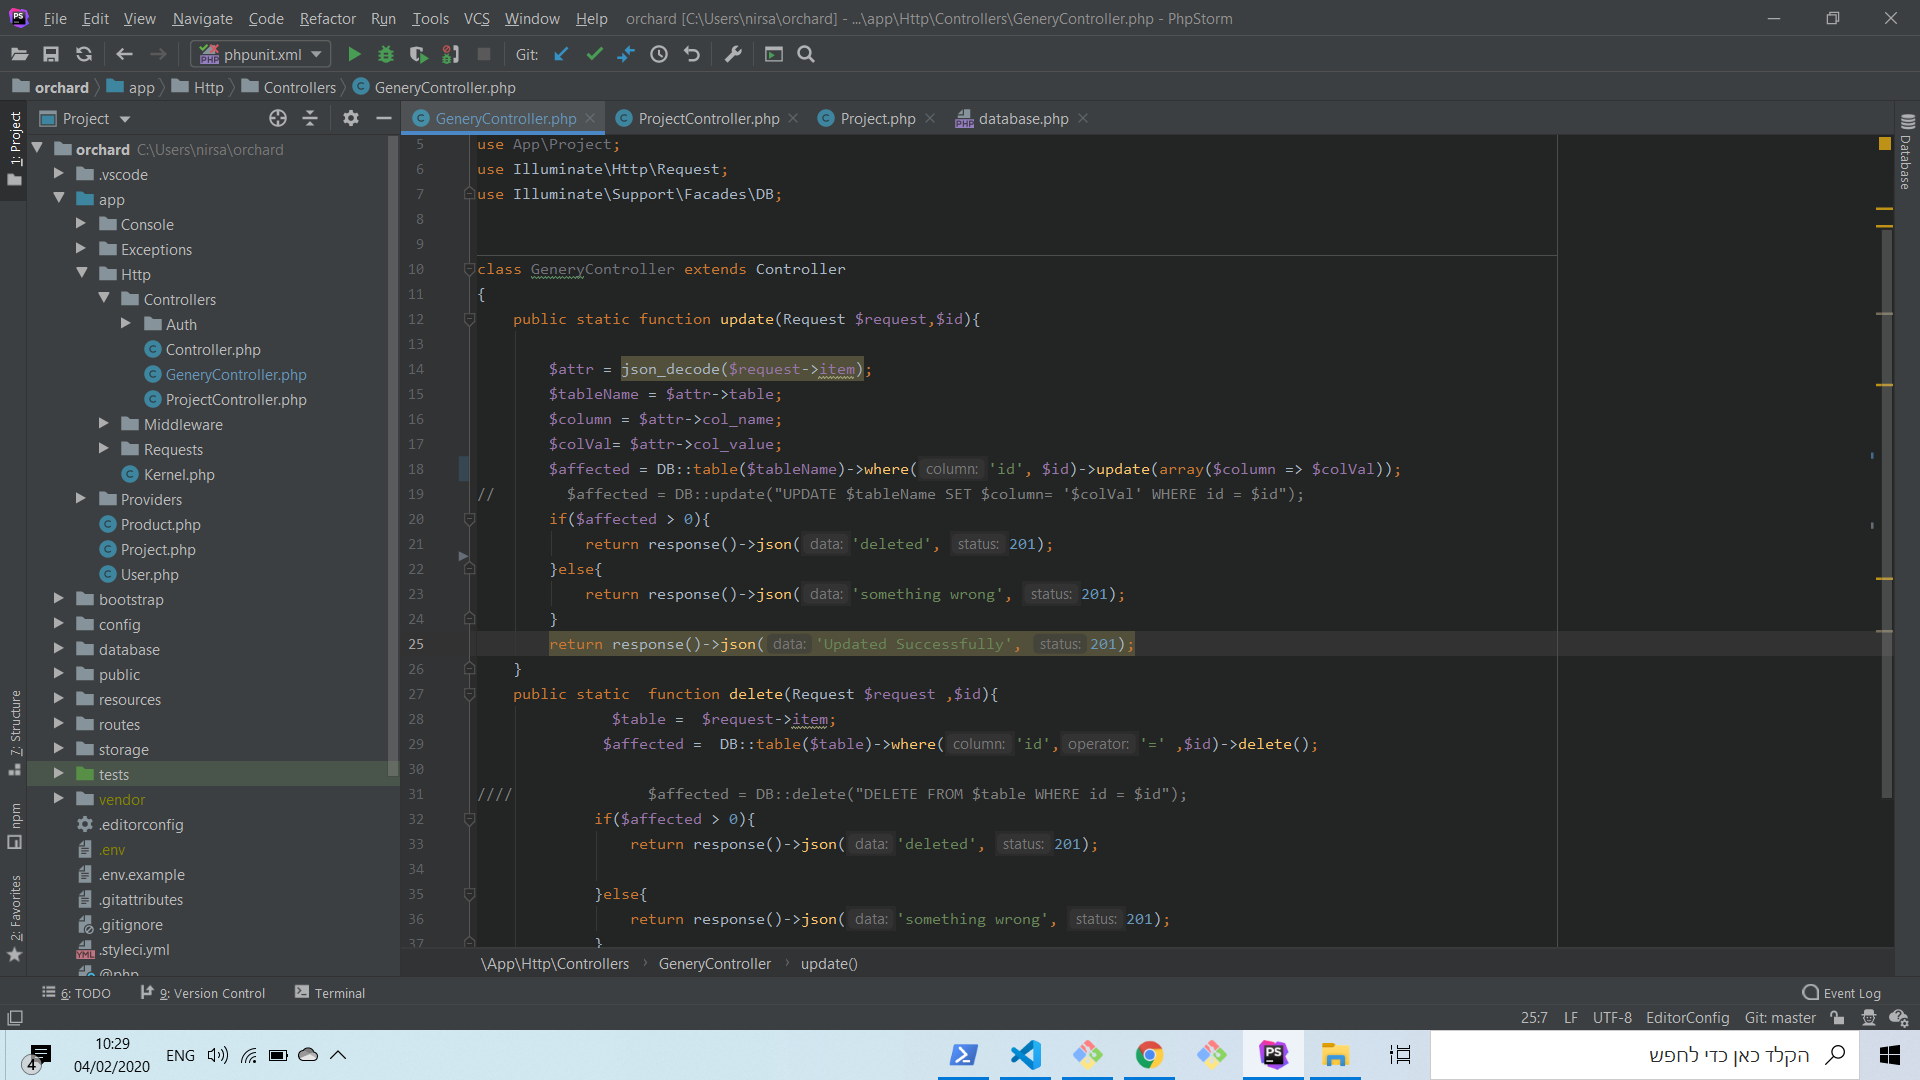 File Edit View Navigate Code Refactor Run Tools VCS Window Help orchard [C:\Users\nirsa\orchard] - ...\app\Http\Controllers\GeneryController.php - PhpStorm
phpunit.xml Git:
orchard app Http Controllers GeneryController.php
1: Project
7: Structure
npm
2: Favorites
Project
orchard C:\Users\nirsa\orchard
.vscode
app
Console
Exceptions
Http
Controllers
Auth
Controller.php
GeneryController.php
ProjectController.php
Middleware
Requests
Kernel.php
Providers
Product.php
Project.php
User.php
bootstrap
config
database
public
resources
routes
storage
tests
vendor
.editorconfig
.env
.env.example
.gitattributes
.gitignore
.styleci.yml
@php
GeneryController.php ProjectController.php Project.php database.php
5 use App\Project;
6 use Illuminate\Http\Request;
7 use Illuminate\Support\Facades\DB;
8
9
10 class GeneryController extends Controller
11 {
12 public static function update(Request $request,$id){
13
14 $attr = json_decode($request->item);
15 $tableName = $attr->table;
16 $column = $attr->col_name;
17 $colVal= $attr->col_value;
18 $affected = DB::table($tableName)->where( column: 'id', $id)->update(array($column => $colVal));
19 // $affected = DB::update("UPDATE $tableName SET $column= '$colVal' WHERE id = $id");
20 if($affected > 0){
21 return response()->json( data: 'deleted', status: 201);
22 }else{
23 return response()->json( data: 'something wrong', status: 201);
24 }
25 return response()->json( data: 'Updated Successfully', status: 201);
26 }
27 public static function delete(Request $request ,$id){
28 $table = $request->item;
29 $affected = DB::table($table)->where( column: 'id', operator: '=' ,$id)->delete();
30
31 //// $affected = DB::delete("DELETE FROM $table WHERE id = $id");
32 if($affected > 0){
33 return response()->json( data: 'deleted', status: 201);
34
35 }else{
36 return response()->json( data: 'something wrong', status: 201);
37 }
\App\Http\Controllers GeneryController update()
Database
6: TODO 9: Version Control Terminal Event Log
25:7 LF UTF-8 EditorConfig Git: master
4 10:29 ENG
04/02/2020
הקלד כאן כדי לחפש